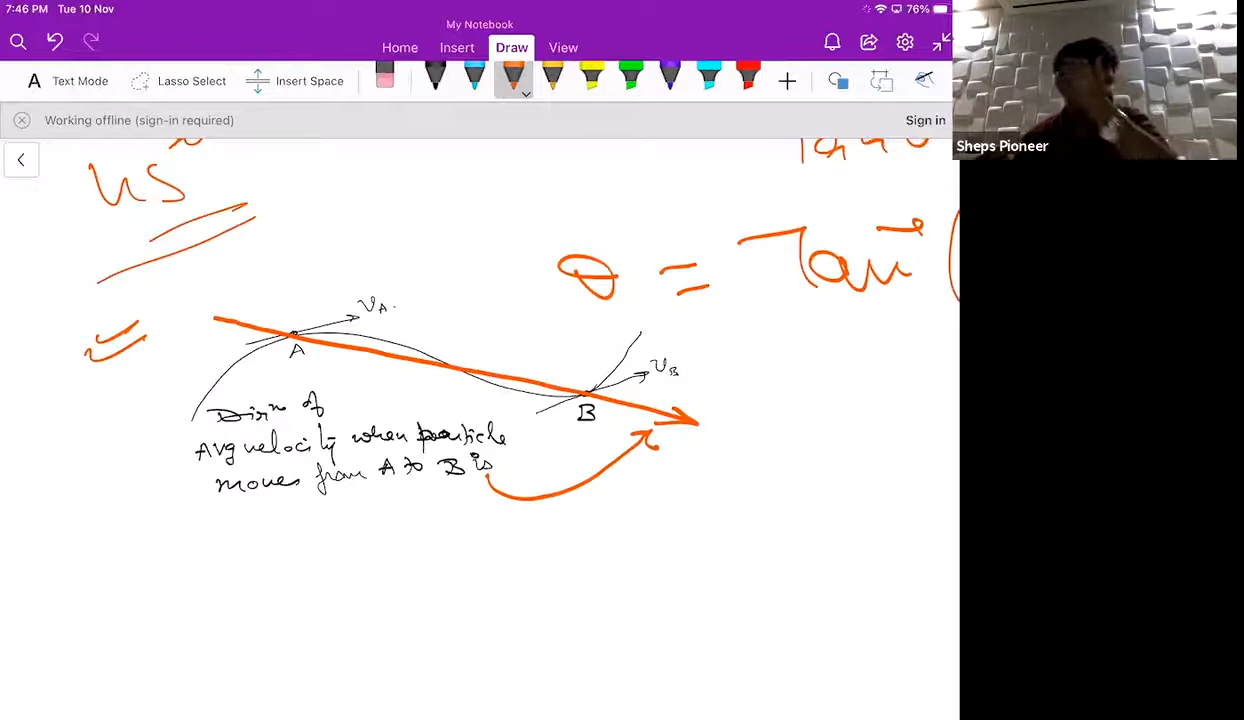 7:46 PM Tue 10 Nov
76%
My Notebook
Home Insert Draw View
A Text Mode Lasso Select Insert Space
Working offline (sign-in required) Sign in
Sheps Pioneer
us
θ = Tan
VA.
A
VB
B
Dirⁿ of
Avg velocity when particle
moves from A to B is